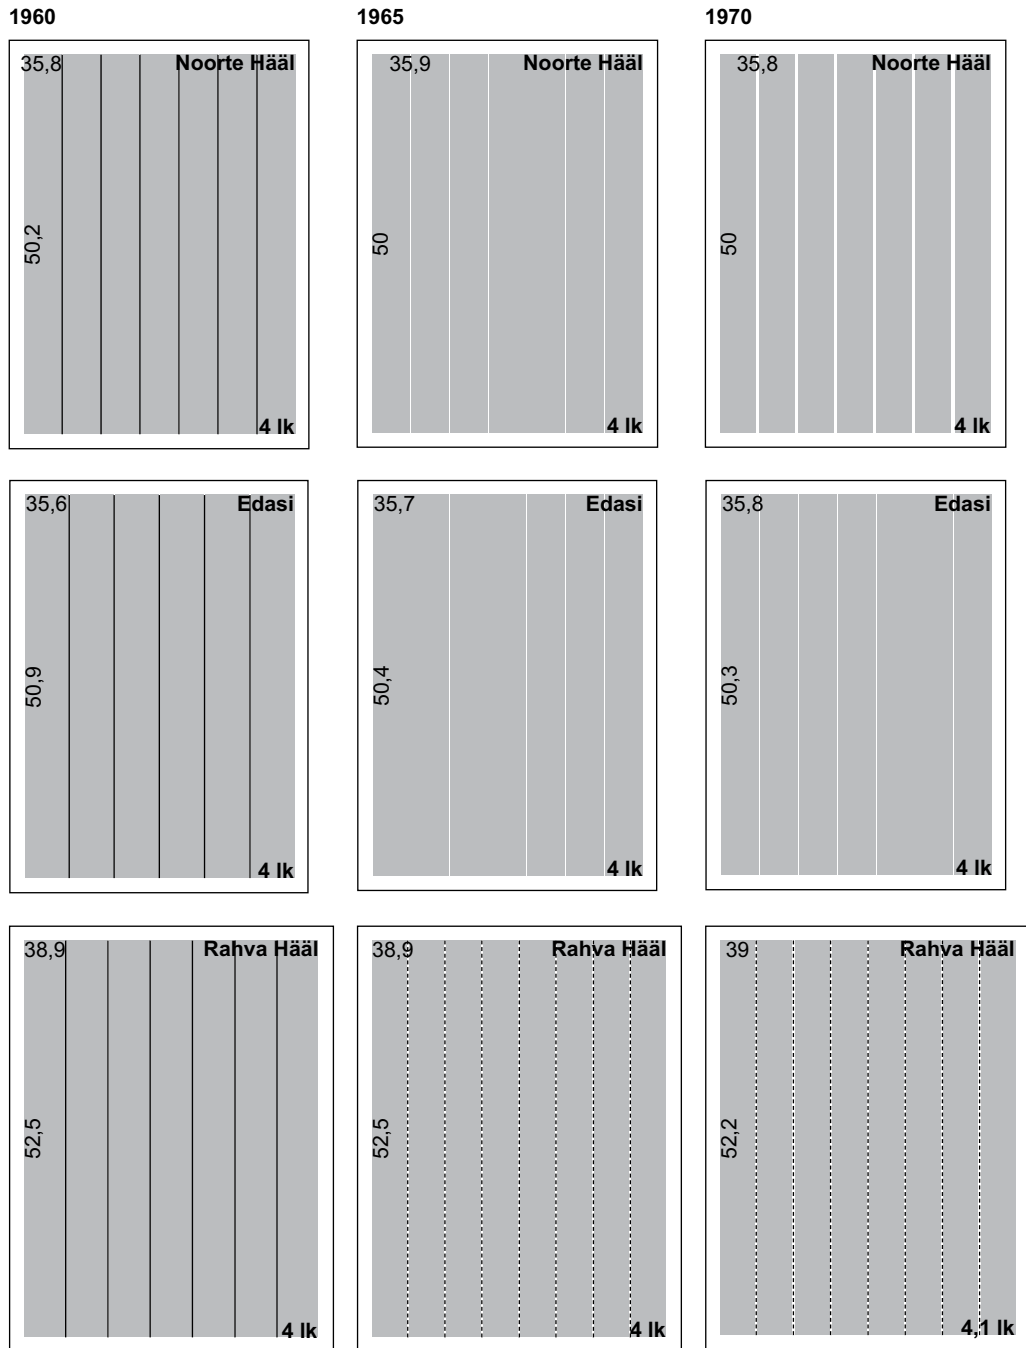 1960 1965 1970
35,8 Noorte Hääl
50,2
4 lk
35,9 Noorte Hääl
50
4 lk
35,8 Noorte Hääl
50
4 lk
35,6 Edasi
50,9
4 lk
35,7 Edasi
50,4
4 lk
35,8 Edasi
50,3
4 lk
38,9 Rahva Hääl
52,5
4 lk
38,9 Rahva Hääl
52,5
4 lk
39 Rahva Hääl
52,2
4,1 lk